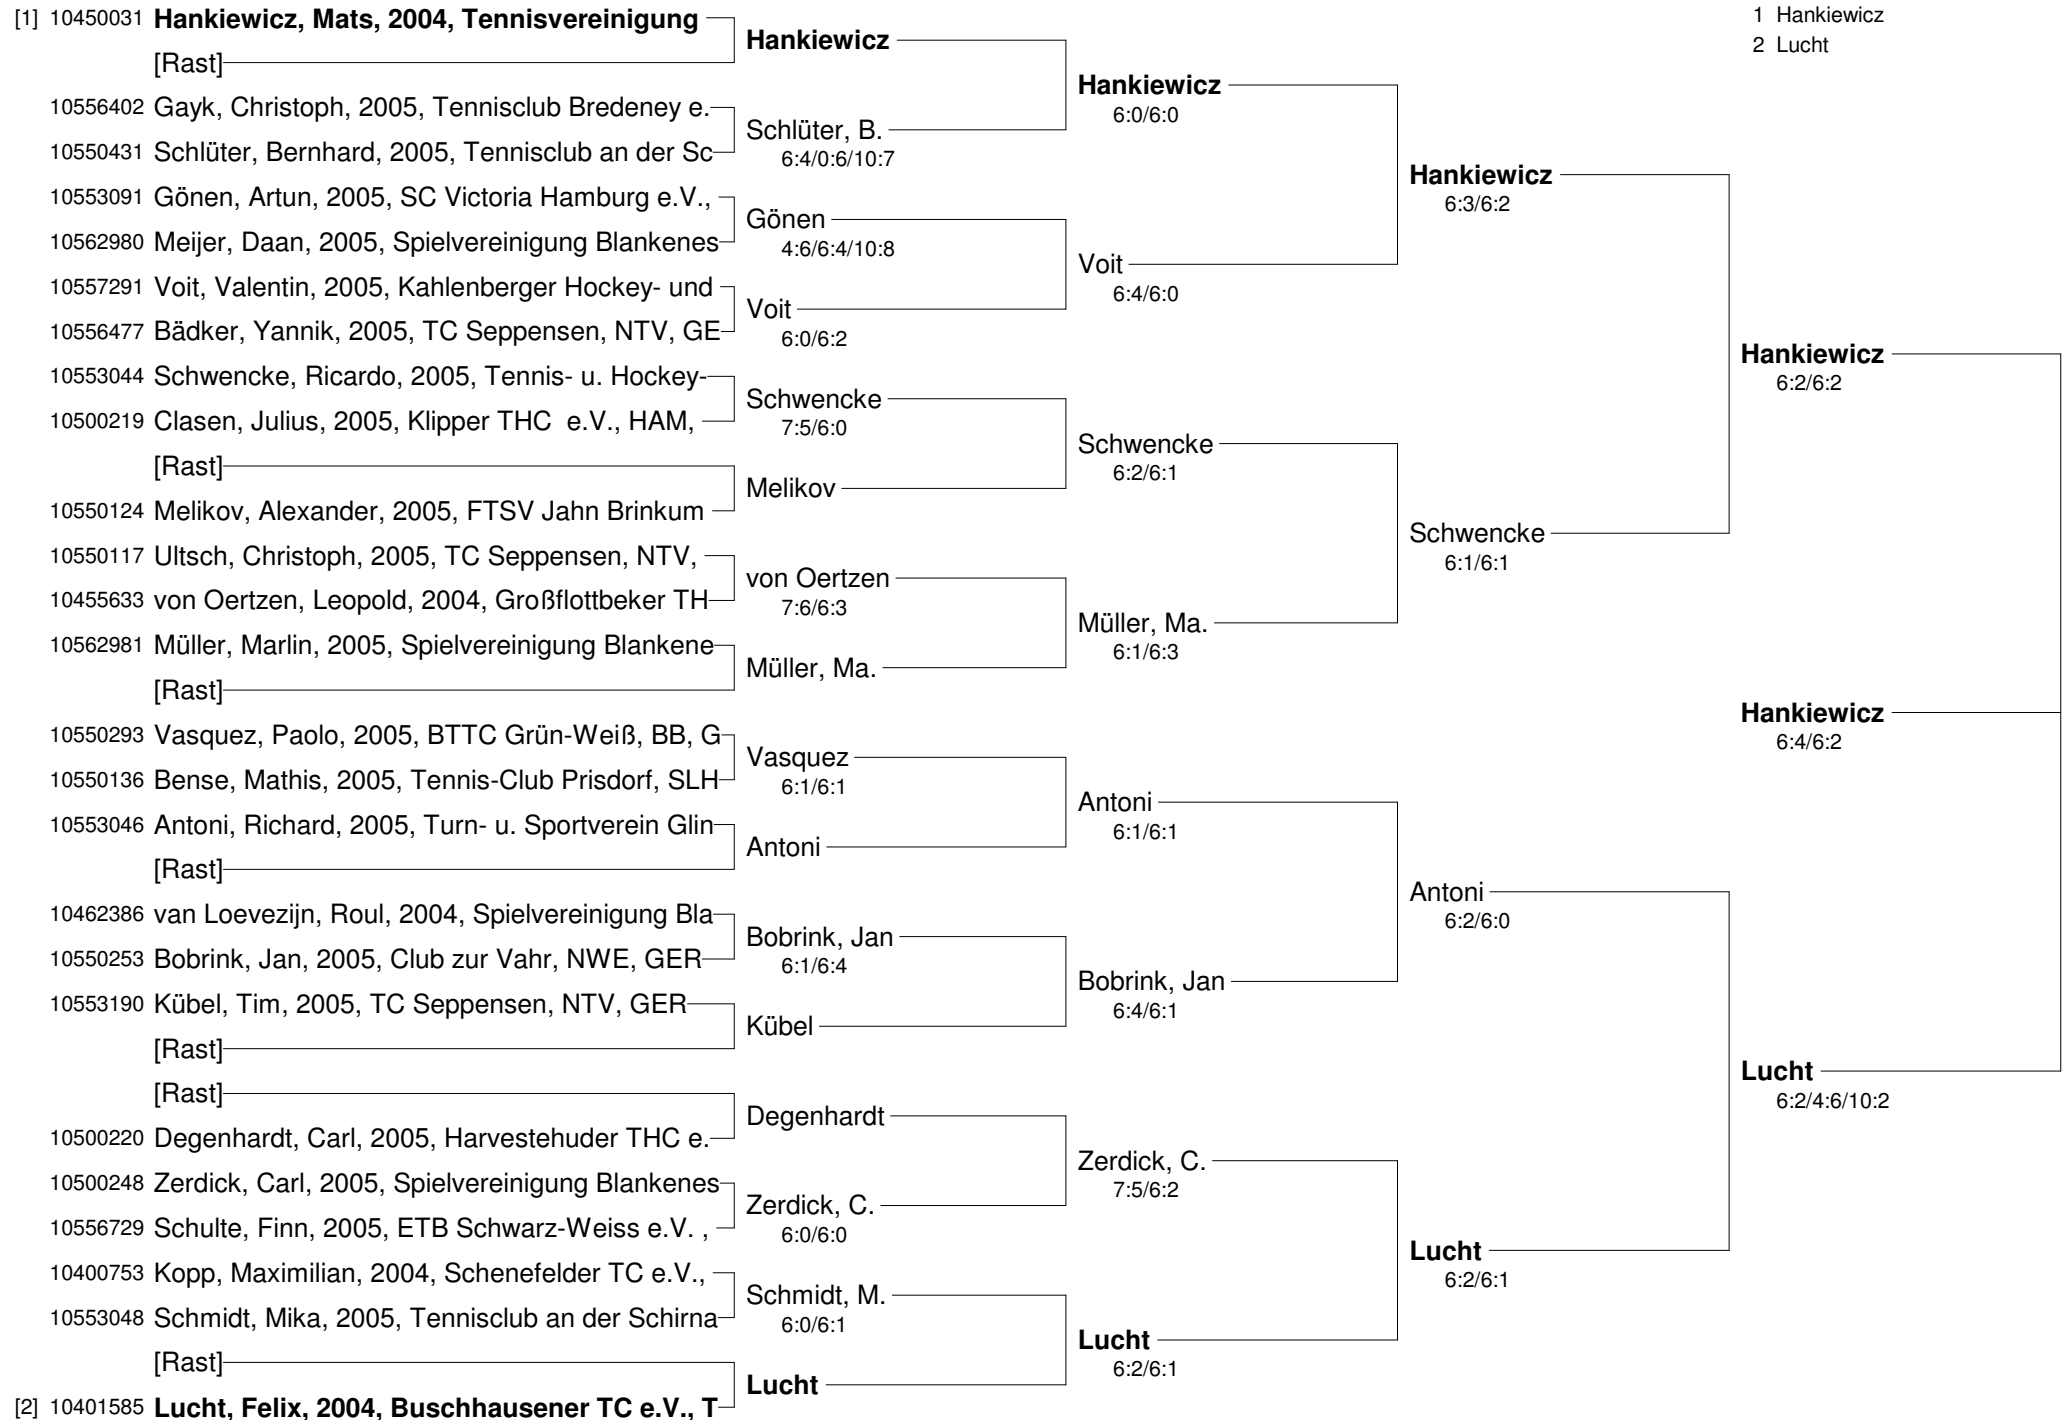 [1] 10450031 Hankiewicz, Mats, 2004, Tennisvereinigung
[Rast]
10556402 Gayk, Christoph, 2005, Tennisclub Bredeney e.
10550431 Schlüter, Bernhard, 2005, Tennisclub an der Sc
10553091 Gönen, Artun, 2005, SC Victoria Hamburg e.V.,
10562980 Meijer, Daan, 2005, Spielvereinigung Blankenes
10557291 Voit, Valentin, 2005, Kahlenberger Hockey- und
10556477 Bädker, Yannik, 2005, TC Seppensen, NTV, GE
10553044 Schwencke, Ricardo, 2005, Tennis- u. Hockey-
10500219 Clasen, Julius, 2005, Klipper THC e.V., HAM,
[Rast]
10550124 Melikov, Alexander, 2005, FTSV Jahn Brinkum
10550117 Ultsch, Christoph, 2005, TC Seppensen, NTV,
10455633 von Oertzen, Leopold, 2004, Großflottbeker TH
10562981 Müller, Marlin, 2005, Spielvereinigung Blankene
[Rast]
10550293 Vasquez, Paolo, 2005, BTTC Grün-Weiß, BB, G
10550136 Bense, Mathis, 2005, Tennis-Club Prisdorf, SLH
10553046 Antoni, Richard, 2005, Turn- u. Sportverein Glin
[Rast]
10462386 van Loevezijn, Roul, 2004, Spielvereinigung Bla
10550253 Bobrink, Jan, 2005, Club zur Vahr, NWE, GER
10553190 Kübel, Tim, 2005, TC Seppensen, NTV, GER
[Rast]
[Rast]
10500220 Degenhardt, Carl, 2005, Harvestehuder THC e.
10500248 Zerdick, Carl, 2005, Spielvereinigung Blankenes
10556729 Schulte, Finn, 2005, ETB Schwarz-Weiss e.V. ,
10400753 Kopp, Maximilian, 2004, Schenefelder TC e.V.,
10553048 Schmidt, Mika, 2005, Tennisclub an der Schirna
[Rast]
[2] 10401585 Lucht, Felix, 2004, Buschhausener TC e.V., T
Hankiewicz
Schlüter, B.
6:4/0:6/10:7
Gönen
4:6/6:4/10:8
Voit
6:0/6:2
Schwencke
7:5/6:0
Melikov
von Oertzen
7:6/6:3
Müller, Ma.
Vasquez
6:1/6:1
Antoni
Bobrink, Jan
6:1/6:4
Kübel
Degenhardt
Zerdick, C.
6:0/6:0
Schmidt, M.
6:0/6:1
Lucht
Hankiewicz
6:0/6:0
Voit
6:4/6:0
Schwencke
6:2/6:1
Müller, Ma.
6:1/6:3
Antoni
6:1/6:1
Bobrink, Jan
6:4/6:1
Zerdick, C.
7:5/6:2
Lucht
6:2/6:1
Hankiewicz
6:3/6:2
Schwencke
6:1/6:1
Antoni
6:2/6:0
Lucht
6:2/6:1
1 Hankiewicz
2 Lucht
Hankiewicz
6:2/6:2
Hankiewicz
6:4/6:2
Lucht
6:2/4:6/10:2